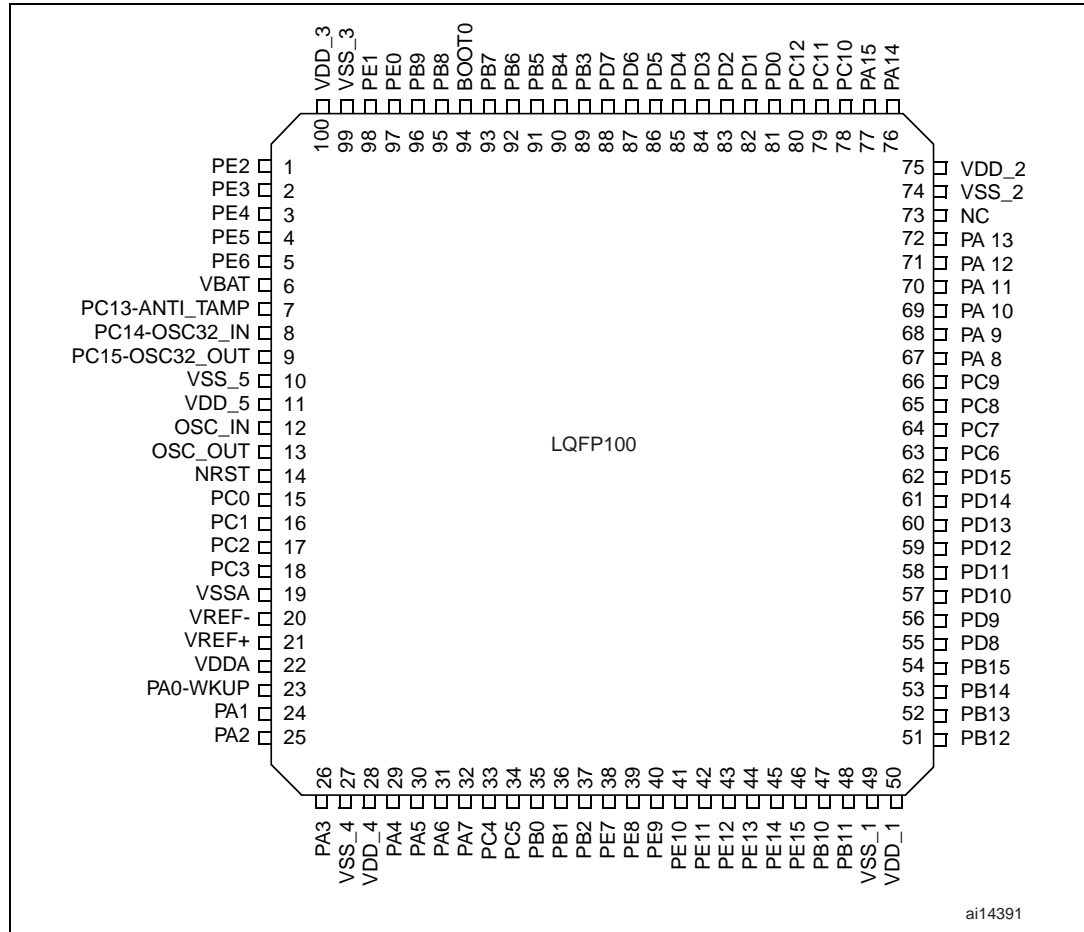 VDD_3
VSS_3
PE1
PE0
PB9
PB8
BOOT0
PB7
PB6
PB5
PB4
PB3
PD7
PD6
PD5
PD4
PD3
PD2
PD1
PD0
PC12
PC11
PC10
PA15
PA14
100
99
98
97
96
95
94
93
92
91
90
89
88
87
86
85
84
83
82
81
80
79
78
77
76
PE2 1
PE3 2
PE4 3
PE5 4
PE6 5
VBAT 6
PC13-ANTI_TAMP 7
PC14-OSC32_IN 8
PC15-OSC32_OUT 9
VSS_5 10
VDD_5 11
OSC_IN 12
OSC_OUT 13
NRST 14
PC0 15
PC1 16
PC2 17
PC3 18
VSSA 19
VREF- 20
VREF+ 21
VDDA 22
PA0-WKUP 23
PA1 24
PA2 25
LQFP100
75 VDD_2
74 VSS_2
73 NC
72 PA 13
71 PA 12
70 PA 11
69 PA 10
68 PA 9
67 PA 8
66 PC9
65 PC8
64 PC7
63 PC6
62 PD15
61 PD14
60 PD13
59 PD12
58 PD11
57 PD10
56 PD9
55 PD8
54 PB15
53 PB14
52 PB13
51 PB12
26
27
28
29
30
31
32
33
34
35
36
37
38
39
40
41
42
43
44
45
46
47
48
49
50
PA3
VSS_4
VDD_4
PA4
PA5
PA6
PA7
PC4
PC5
PB0
PB1
PB2
PE7
PE8
PE9
PE10
PE11
PE12
PE13
PE14
PE15
PB10
PB11
VSS_1
VDD_1
ai14391